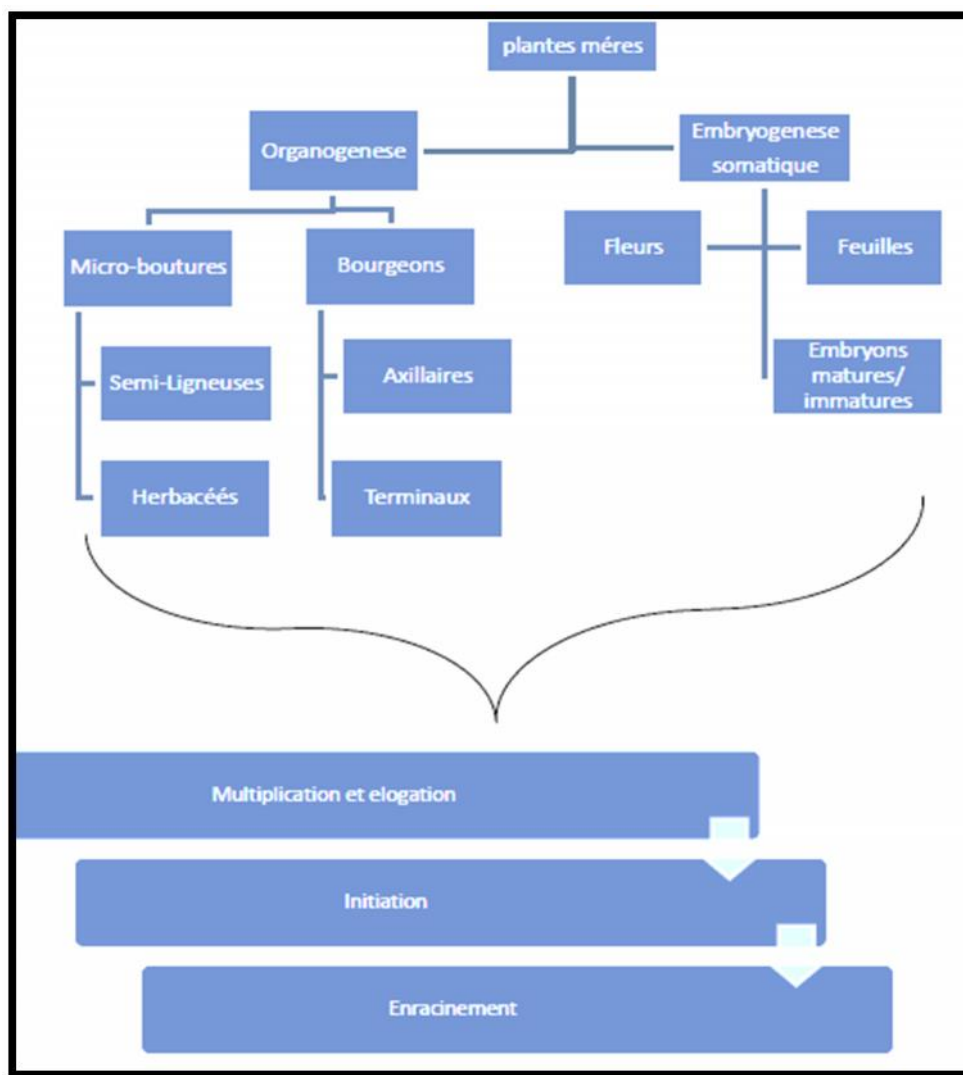 plantes méres
Organogenese
Embryogenese
somatique
Micro-boutures
Bourgeons
Fleurs
Feuilles
Semi-Ligneuses
Axillaires
Embryons
matures/
immatures
Herbacéés
Terminaux
Multiplication et elogation
Initiation
Enracinement